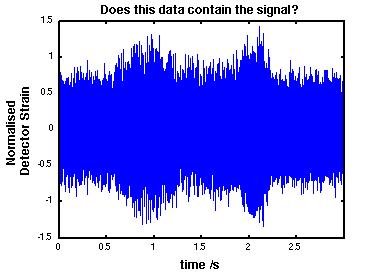 Does this data contain the signal?
1.5
1
0.5
0
-0.5
-1
-1.5
Normalised
Detector Strain
0 0.5 1 1.5 2 2.5
time /s